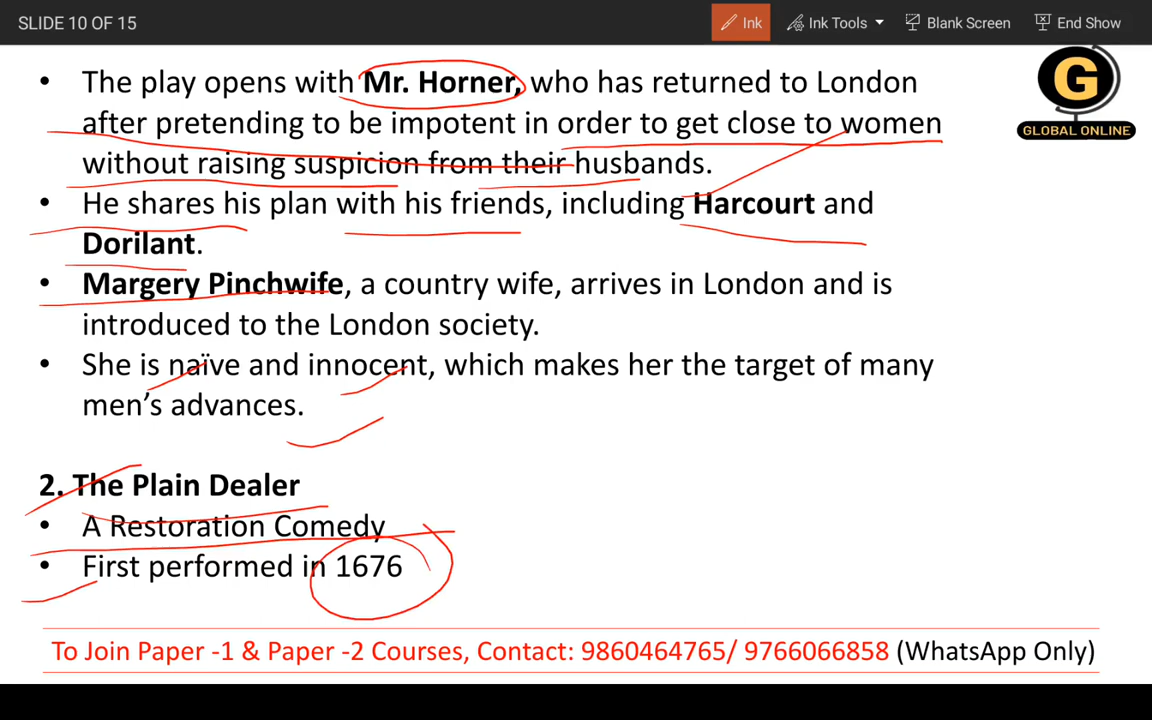 SLIDE 10 OF 15
Ink
Ink Tools
Blank Screen
End Show
• The play opens with Mr. Horner, who has returned to London
after pretending to be impotent in order to get close to women
without raising suspicion from their husbands.
• He shares his plan with his friends, including Harcourt and
Dorilant.
• Margery Pinchwife, a country wife, arrives in London and is
introduced to the London society.
• She is naïve and innocent, which makes her the target of many
men’s advances.
G
GLOBAL ONLINE
2. The Plain Dealer
• A Restoration Comedy
• First performed in 1676
To Join Paper -1 & Paper -2 Courses, Contact: 9860464765/ 9766066858 (WhatsApp Only)